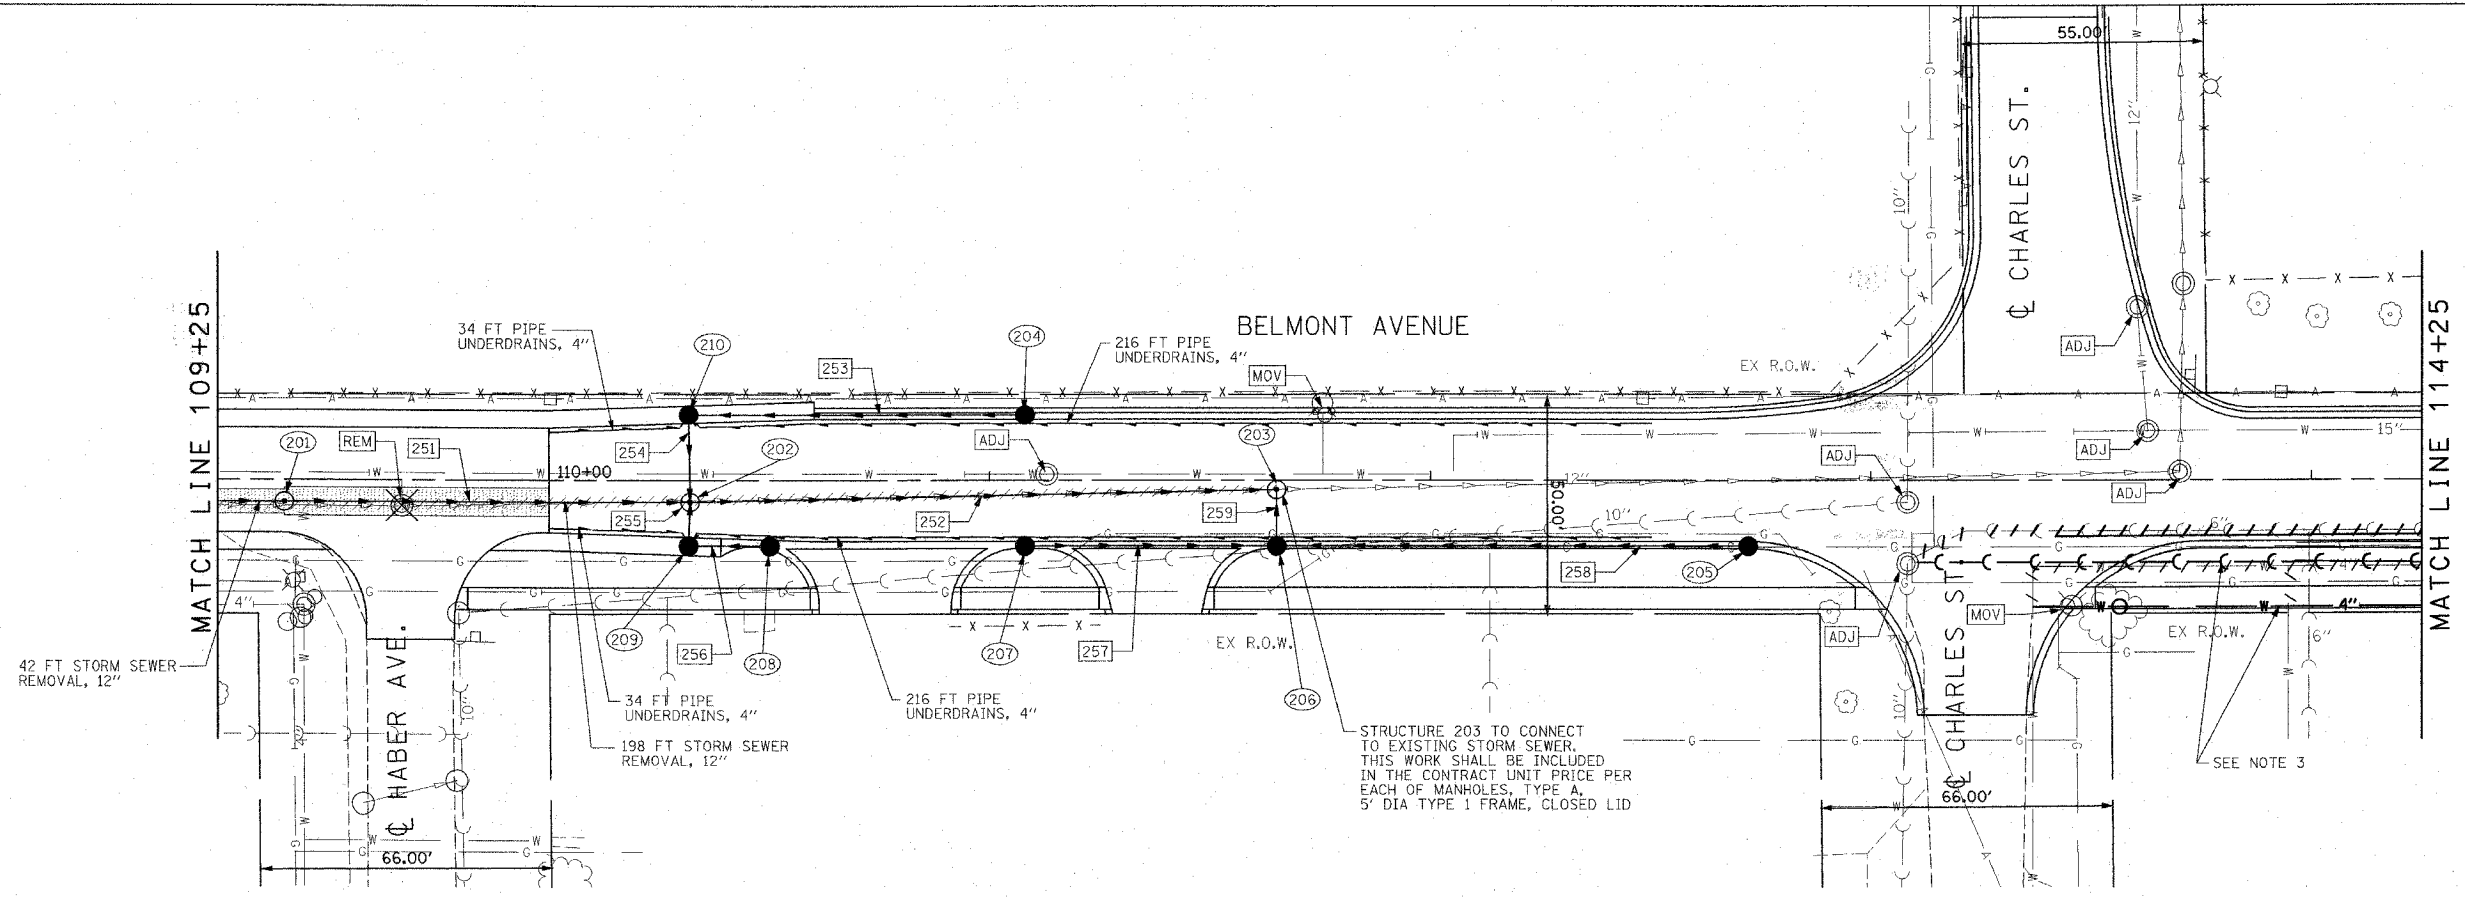 55.00'
12"
₵ CHARLES ST.
10"
MATCH LINE 109+25
MATCH LINE 114+25
34 FT PIPE
UNDERDRAINS, 4"
210
204
BELMONT AVENUE
216 FT PIPE
UNDERDRAINS, 4"
253
MOV
EX R.O.W.
ADJ
201
REM
251
254
202
ADJ
203
ADJ
ADJ
15"
110+00
12"
ADJ
255
252
259
50.00'
10"
6"
258
205
4"
209
256
208
207
257
EX R.O.W.
206
ADJ
MOV
4"
EX R.O.W.
6"
42 FT STORM SEWER
REMOVAL, 12"
34 FT PIPE
UNDERDRAINS, 4"
216 FT PIPE
UNDERDRAINS, 4"
198 FT STORM SEWER
REMOVAL, 12"
₵ HABER AVE.
10"
STRUCTURE 203 TO CONNECT
TO EXISTING STORM SEWER.
THIS WORK SHALL BE INCLUDED
IN THE CONTRACT UNIT PRICE PER
EACH OF MANHOLES, TYPE A,
5' DIA TYPE 1 FRAME, CLOSED LID
10"
₵ CHARLES ST
SEE NOTE 3
66.00'
66.00'